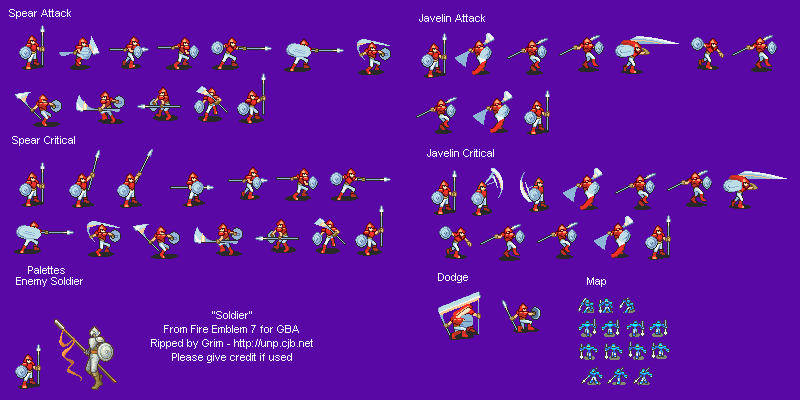 Spear Attack
Javelin Attack
Spear Critical
Javelin Critical
Palettes
Enemy Soldier
Dodge
Map
"Soldier"
From Fire Emblem 7 for GBA
Ripped by Grim - http://unp.cjb.net
Please give credit if used